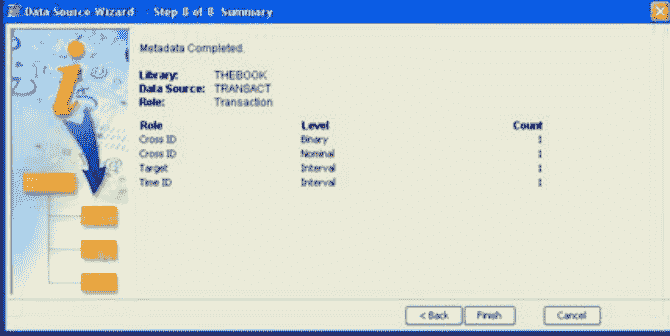 Data Source Wizard - Step 8 of 8 Summary
Metadata Completed.
Library: THEBOOK
Data Source: TRANSACT
Role: Transaction
Role Level Count
Cross ID Binary 1
Cross ID Nominal 1
Target Interval 1
Time ID Interval 1
< Back Finish Cancel